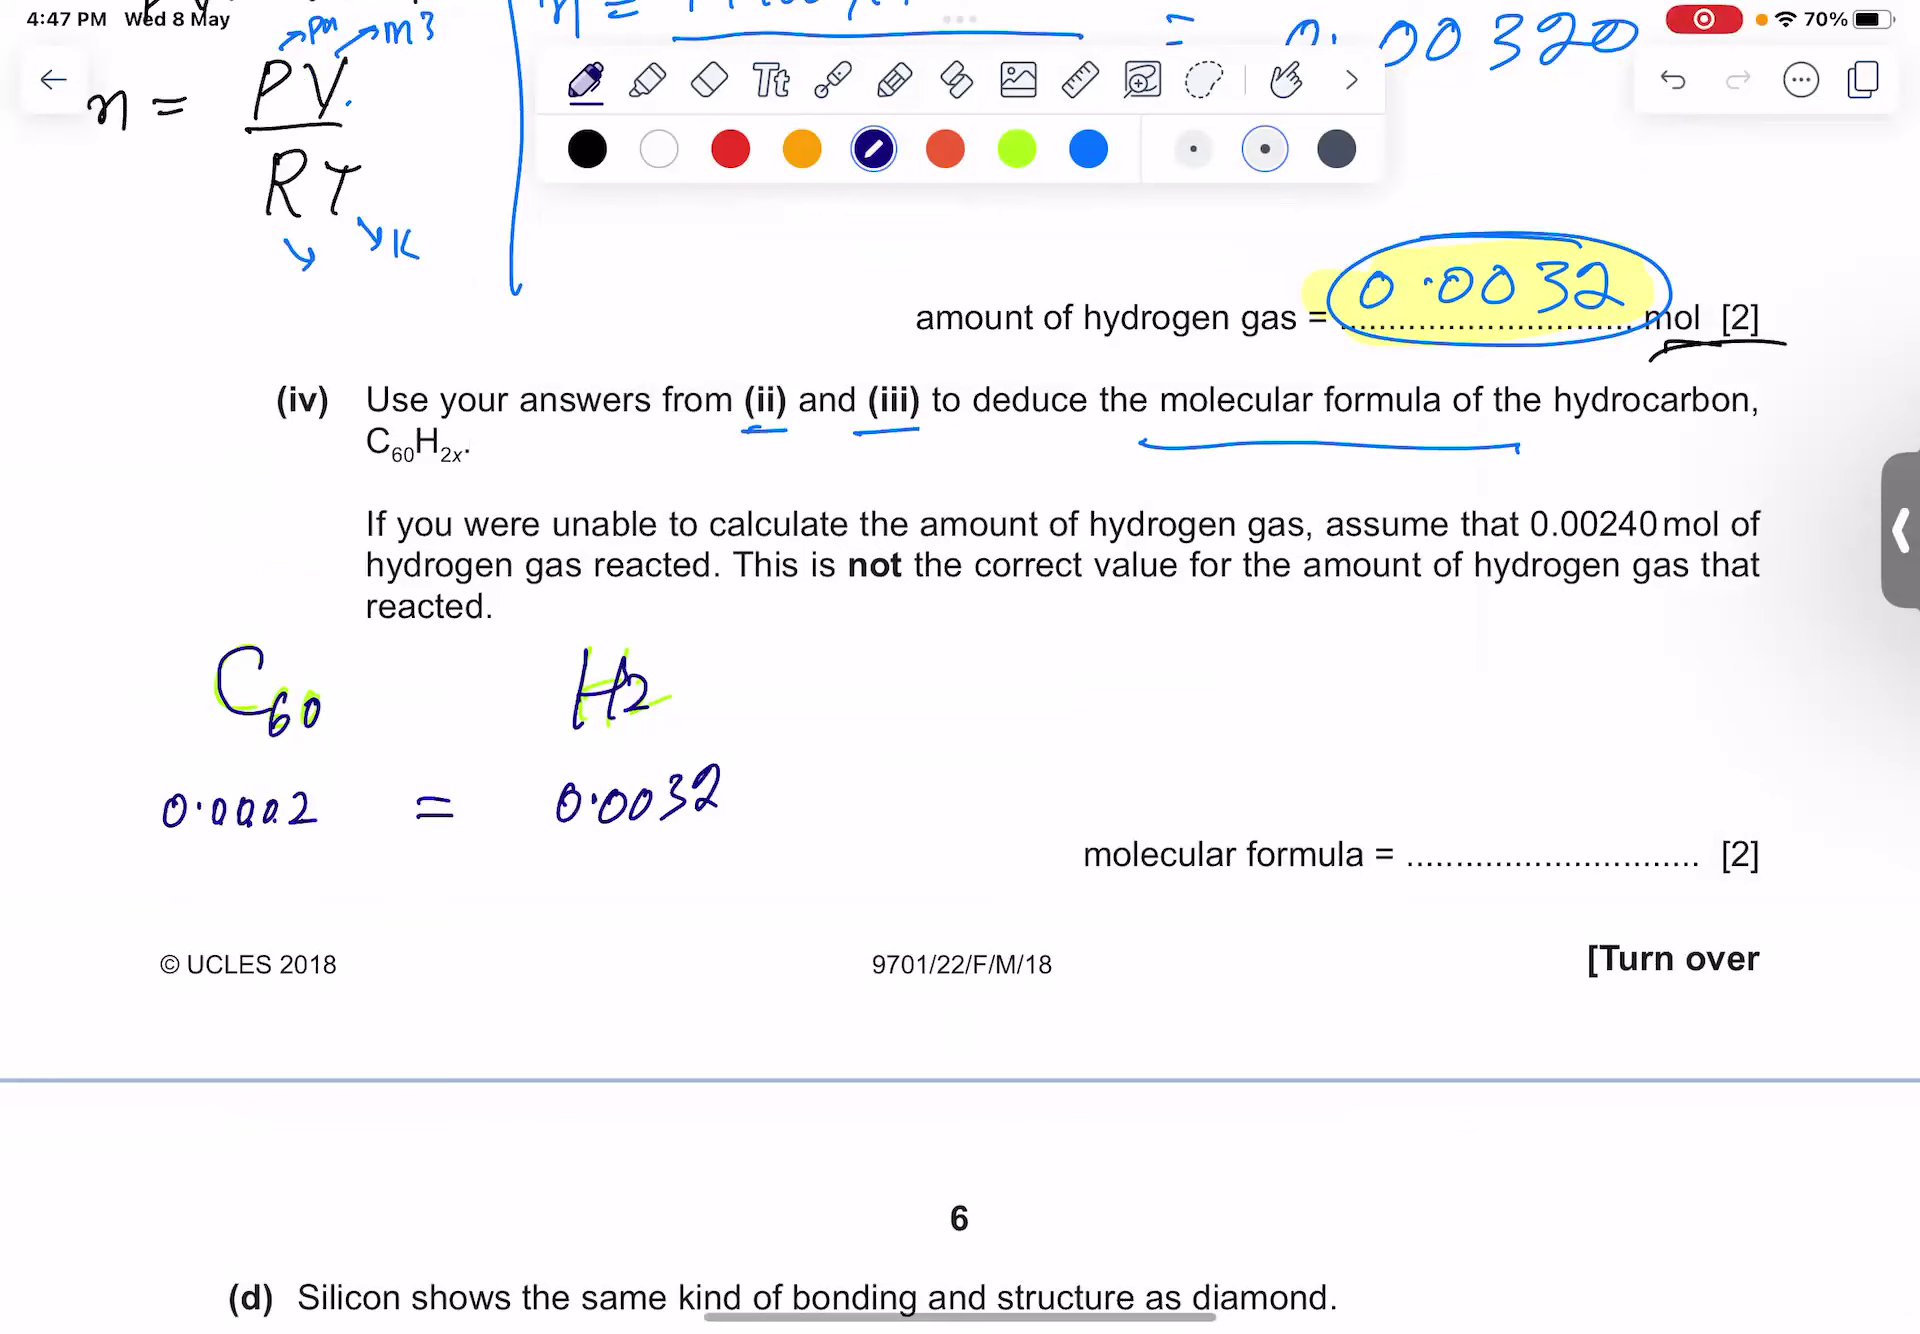 4:47 PM Wed 8 May
70%
→Pa →m3
n = PV
RT
K
n =
= 0.00320
Tt
0.0032
amount of hydrogen gas = .............................. mol [2]
(iv) Use your answers from (ii) and (iii) to deduce the molecular formula of the hydrocarbon,
C60H2x.
If you were unable to calculate the amount of hydrogen gas, assume that 0.00240 mol of
hydrogen gas reacted. This is not the correct value for the amount of hydrogen gas that
reacted.
C60 H2
0.0002 = 0.0032
molecular formula = .............................. [2]
© UCLES 2018 9701/22/F/M/18 [Turn over
6
(d) Silicon shows the same kind of bonding and structure as diamond.